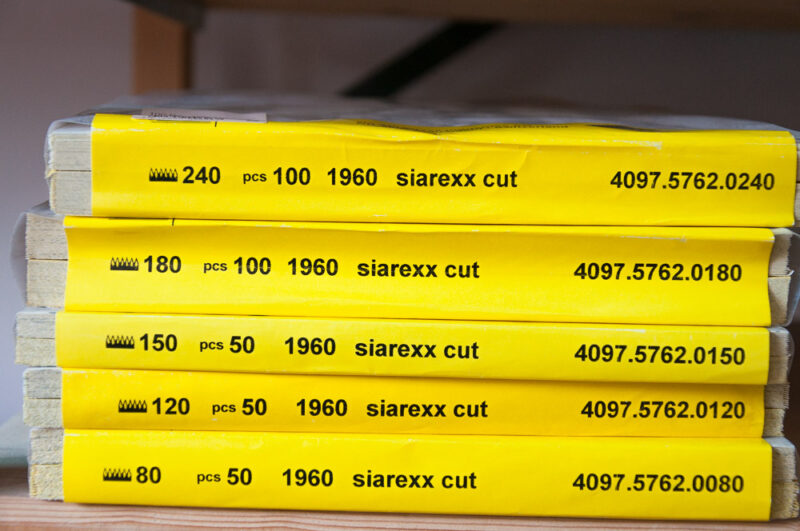 240 pcs 100 1960 siarexx cut 4097.5762.0240
180 pcs 100 1960 siarexx cut 4097.5762.0180
150 pcs 50 1960 siarexx cut 4097.5762.0150
120 pcs 50 1960 siarexx cut 4097.5762.0120
80 pcs 50 1960 siarexx cut 4097.5762.0080